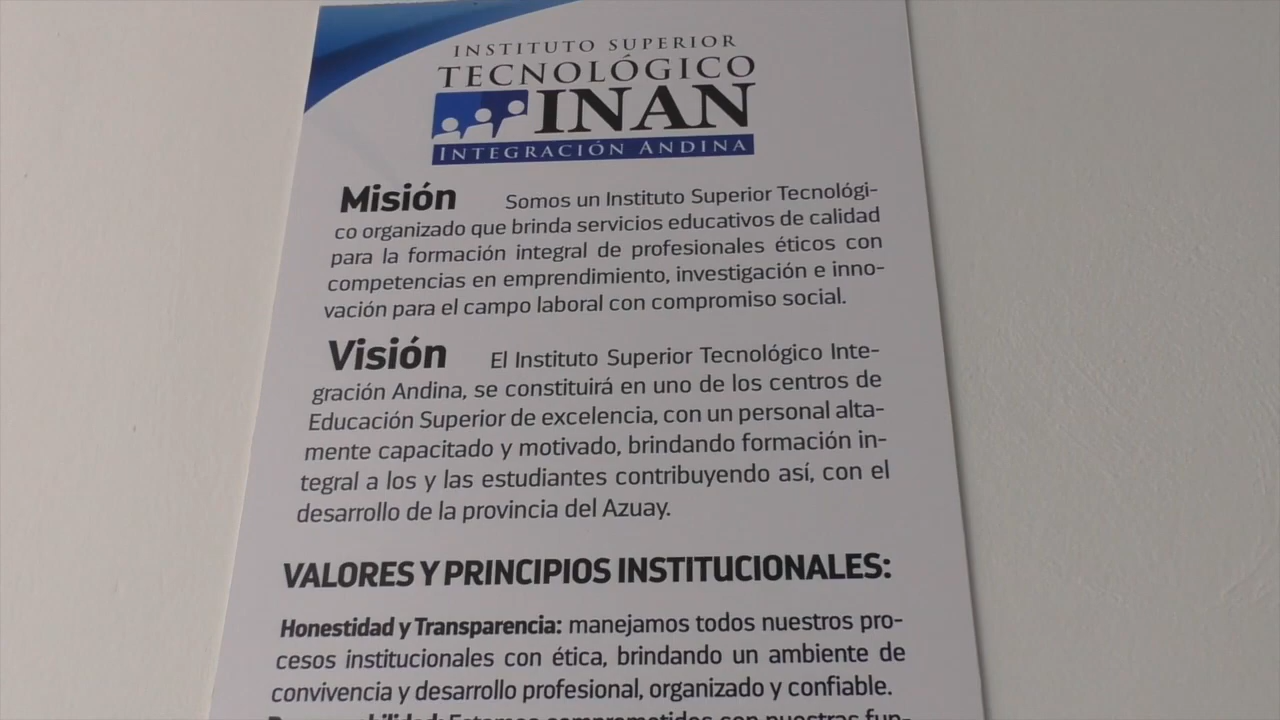 INSTITUTO SUPERIOR
TECNOLÓGICO
INAN
INTEGRACIÓN ANDINA
Misión Somos un Instituto Superior Tecnológi-
co organizado que brinda servicios educativos de calidad
para la formación integral de profesionales éticos con
competencias en emprendimiento, investigación e inno-
vación para el campo laboral con compromiso social.
Visión El Instituto Superior Tecnológico Inte-
gración Andina, se constituirá en uno de los centros de
Educación Superior de excelencia, con un personal alta-
mente capacitado y motivado, brindando formación in-
tegral a los y las estudiantes contribuyendo así, con el
desarrollo de la provincia del Azuay.
VALORES Y PRINCIPIOS INSTITUCIONALES:
Honestidad y Transparencia: manejamos todos nuestros pro-
cesos institucionales con ética, brindando un ambiente de
convivencia y desarrollo profesional, organizado y confiable.
Estamos comprometidos con nuestras fun-